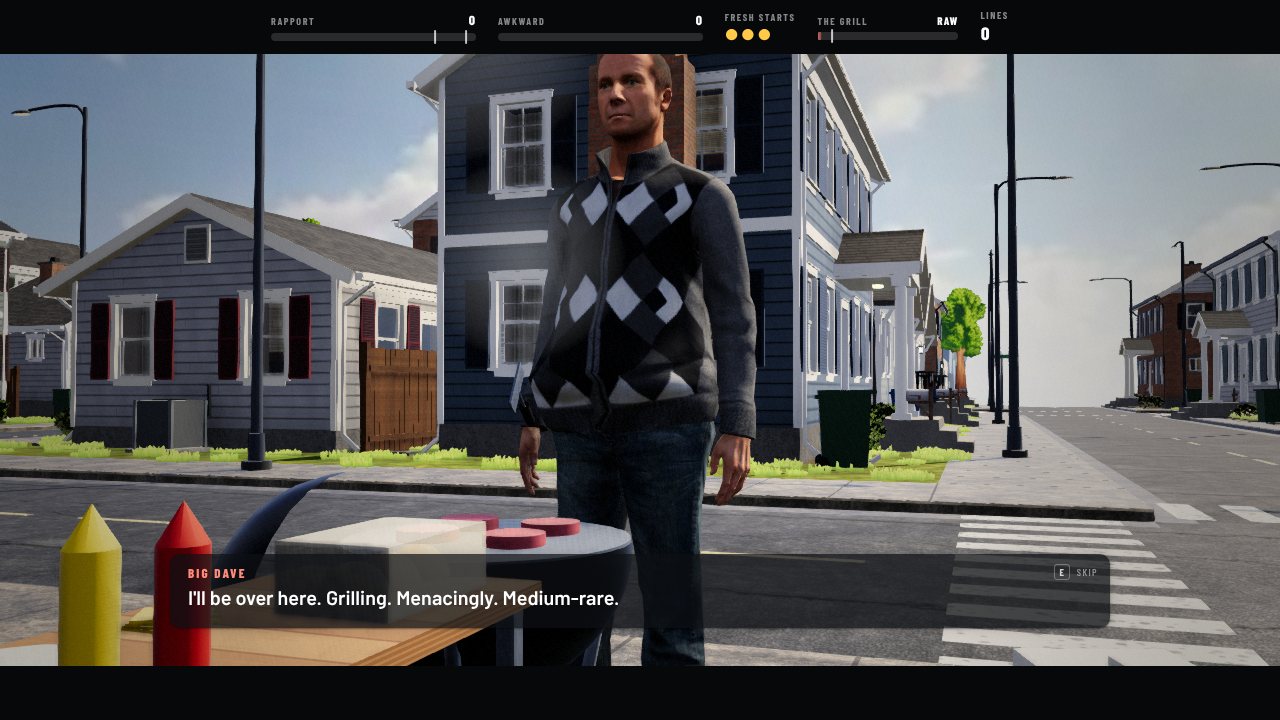 RAPPORT 0
AWKWARD 0
FRESH STARTS
THE GRILL RAW
LINES
0
BIG DAVE
E SKIP
I'll be over here. Grilling. Menacingly. Medium-rare.